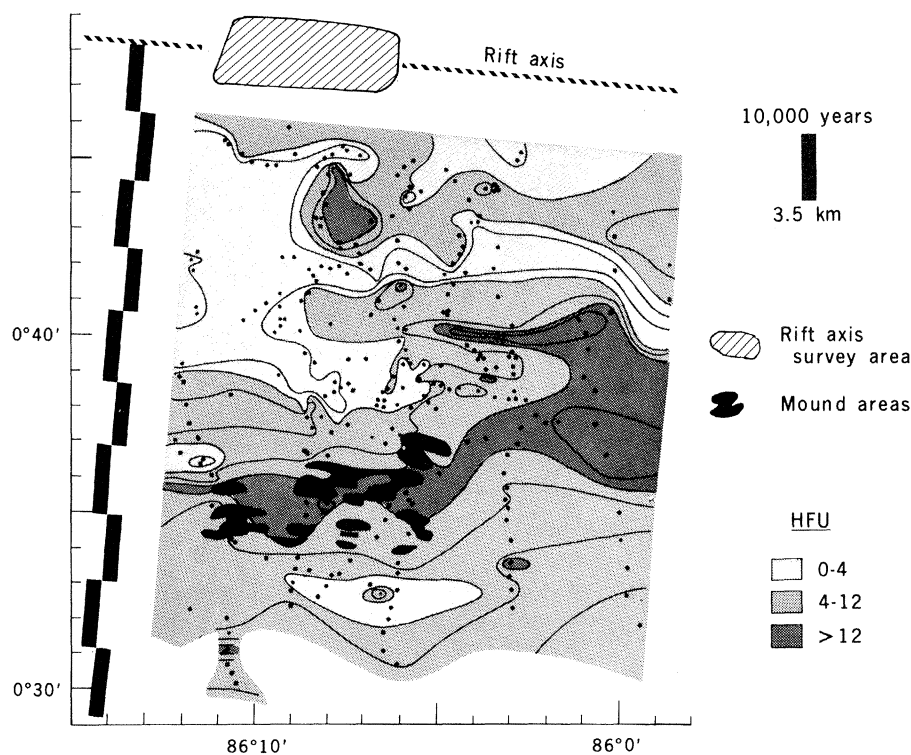 Rift axis
10,000 years
3.5 km
0°40'
Rift axis
survey area
Mound areas
HFU
0-4
4-12
>12
0°30'
86°10'
86°0'